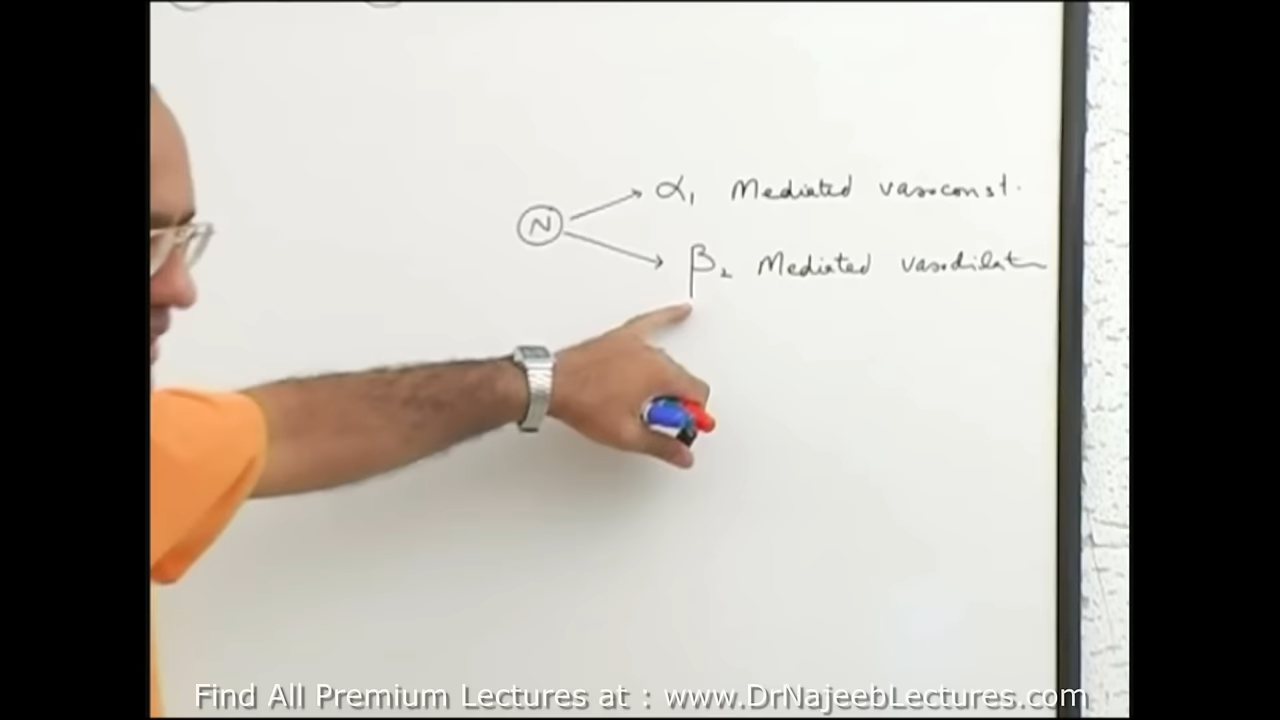 α₁ Mediated vasoconst.
N
β₂ Mediated vasodilat
Find All Premium Lectures at : www.DrNajeebLectures.com